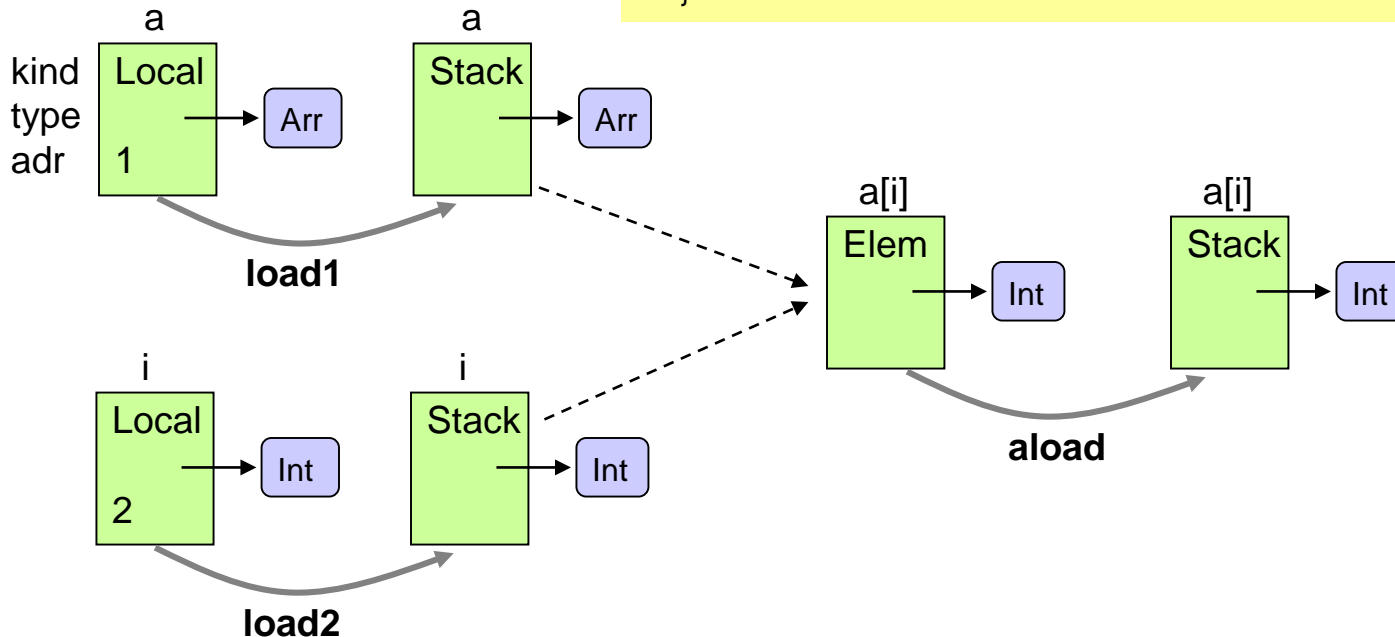 a
a
kind Local Stack
type Arr Arr
adr 1
load1
a[i]
a[i]
Elem Stack
Int Int
aload
i
i
Local Stack
Int Int
2
load2